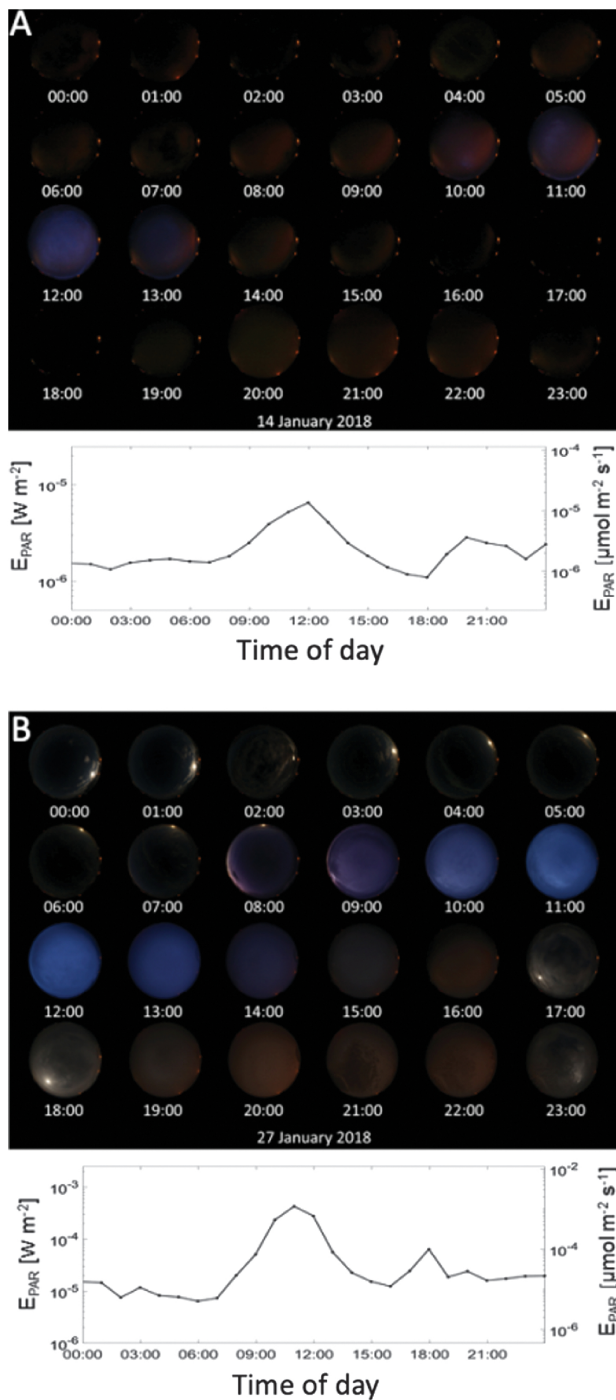 A
00:00 01:00 02:00 03:00 04:00 05:00
06:00 07:00 08:00 09:00 10:00 11:00
12:00 13:00 14:00 15:00 16:00 17:00
18:00 19:00 20:00 21:00 22:00 23:00
14 January 2018
E_PAR [W m⁻²]
10⁻⁵
10⁻⁶
10⁻⁴
10⁻⁵
10⁻⁶
E_PAR [µmol m⁻² s⁻¹]
00:00 03:00 06:00 09:00 12:00 15:00 18:00 21:00
Time of day
B
00:00 01:00 02:00 03:00 04:00 05:00
06:00 07:00 08:00 09:00 10:00 11:00
12:00 13:00 14:00 15:00 16:00 17:00
18:00 19:00 20:00 21:00 22:00 23:00
27 January 2018
E_PAR [W m⁻²]
10⁻³
10⁻⁴
10⁻⁵
10⁻⁶
10⁻²
10⁻⁴
10⁻⁶
E_PAR [µmol m⁻² s⁻¹]
00:00 03:00 06:00 09:00 12:00 15:00 18:00 21:00
Time of day